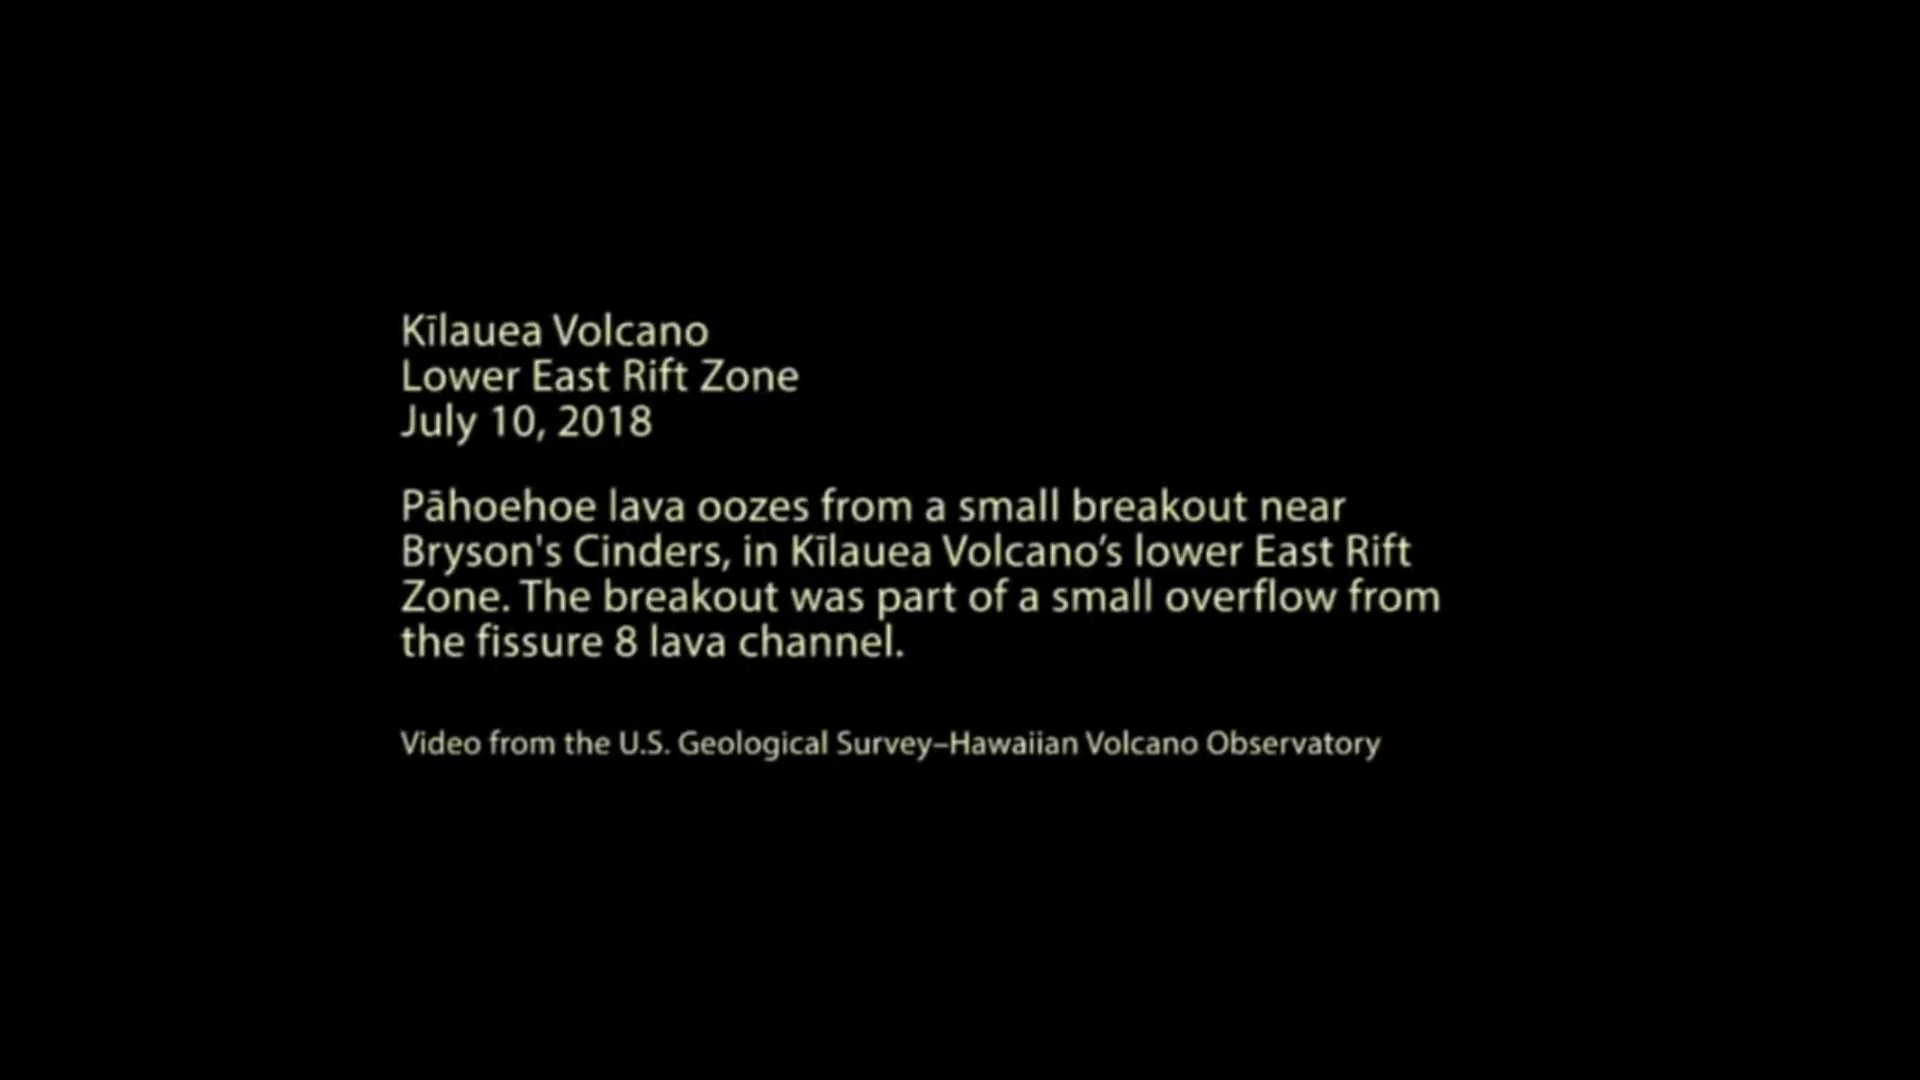 Kīlauea Volcano
Lower East Rift Zone
July 10, 2018
Pāhoehoe lava oozes from a small breakout near
Bryson's Cinders, in Kīlauea Volcano’s lower East Rift
Zone. The breakout was part of a small overflow from
the fissure 8 lava channel.
Video from the U.S. Geological Survey–Hawaiian Volcano Observatory